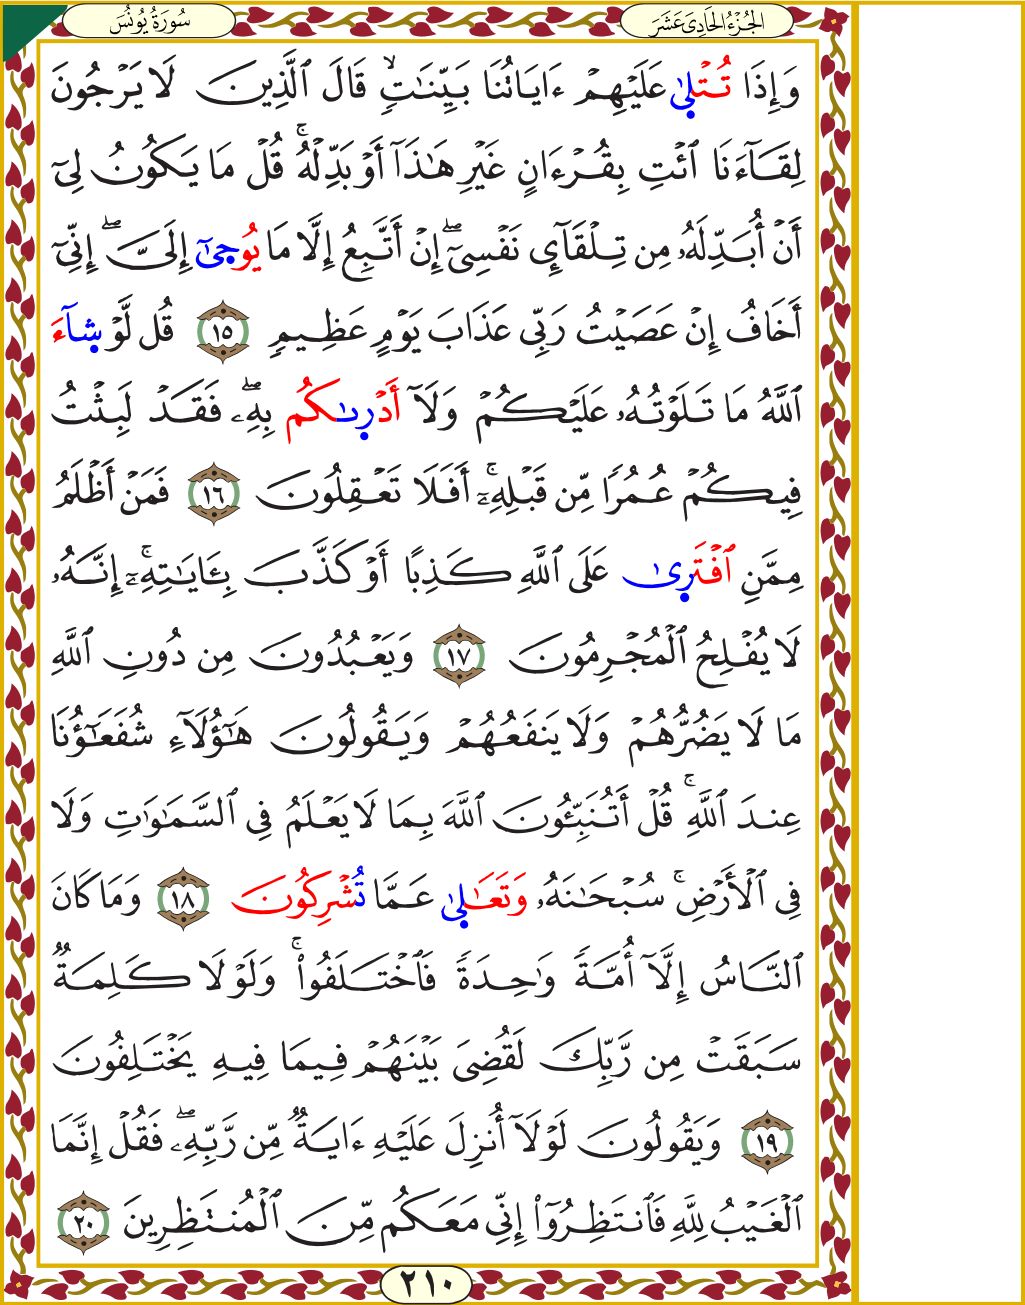 الجُزْءُ الحَادِىَ عَشَرَ
سُورَةُ يُونُسَ
وَإِذَا تُتۡلَىٰ عَلَيۡهِمۡ ءَايَاتُنَا بَيِّنَٰتٖ قَالَ ٱلَّذِينَ لَا يَرۡجُونَ
لِقَآءَنَا ٱئۡتِ بِقُرۡءَانٍ غَيۡرِ هَٰذَآ أَوۡ بَدِّلۡهُۚ قُلۡ مَا يَكُونُ لِيٓ
أَنۡ أُبَدِّلَهُۥ مِن تِلۡقَآيِٕ نَفۡسِيٓۖ إِنۡ أَتَّبِعُ إِلَّا مَا يُوحَىٰٓ إِلَيَّۖ إِنِّيٓ
أَخَافُ إِنۡ عَصَيۡتُ رَبِّي عَذَابَ يَوۡمٍ عَظِيمٖ ١٥ قُل لَّوۡ شَآءَ
ٱللَّهُ مَا تَلَوۡتُهُۥ عَلَيۡكُمۡ وَلَآ أَدۡرِىٰكُم بِهِۦۖ فَقَدۡ لَبِثۡتُ
فِيكُمۡ عُمُرٗا مِّن قَبۡلِهِۦٓۚ أَفَلَا تَعۡقِلُونَ ١٦ فَمَنۡ أَظۡلَمُ
مِمَّنِ ٱفۡتَرِىٰ عَلَى ٱللَّهِ كَذِبًا أَوۡ كَذَّبَ بِـَٔايَٰتِهِۦٓۚ إِنَّهُۥ
لَا يُفۡلِحُ ٱلۡمُجۡرِمُونَ ١٧ وَيَعۡبُدُونَ مِن دُونِ ٱللَّهِ
مَا لَا يَضُرُّهُمۡ وَلَا يَنفَعُهُمۡ وَيَقُولُونَ هَٰٓؤُلَآءِ شُفَعَٰٓؤُنَا
عِندَ ٱللَّهِۚ قُلۡ أَتُنَبِّـُٔونَ ٱللَّهَ بِمَا لَا يَعۡلَمُ فِي ٱلسَّمَٰوَٰتِ وَلَا
فِي ٱلۡأَرۡضِۚ سُبۡحَٰنَهُۥ وَتَعَٰلَىٰ عَمَّا تُشۡرِكُونَ ١٨ وَمَا كَانَ
ٱلنَّاسُ إِلَّآ أُمَّةٗ وَٰحِدَةٗ فَٱخۡتَلَفُواْۚ وَلَوۡلَا كَلِمَةٞ
سَبَقَتۡ مِن رَّبِّكَ لَقُضِيَ بَيۡنَهُمۡ فِيمَا فِيهِ يَخۡتَلِفُونَ
١٩ وَيَقُولُونَ لَوۡلَآ أُنزِلَ عَلَيۡهِ ءَايَةٞ مِّن رَّبِّهِۦۖ فَقُلۡ إِنَّمَا
ٱلۡغَيۡبُ لِلَّهِ فَٱنتَظِرُوٓاْ إِنِّي مَعَكُم مِّنَ ٱلۡمُنتَظِرِينَ ٢٠
٢١٠